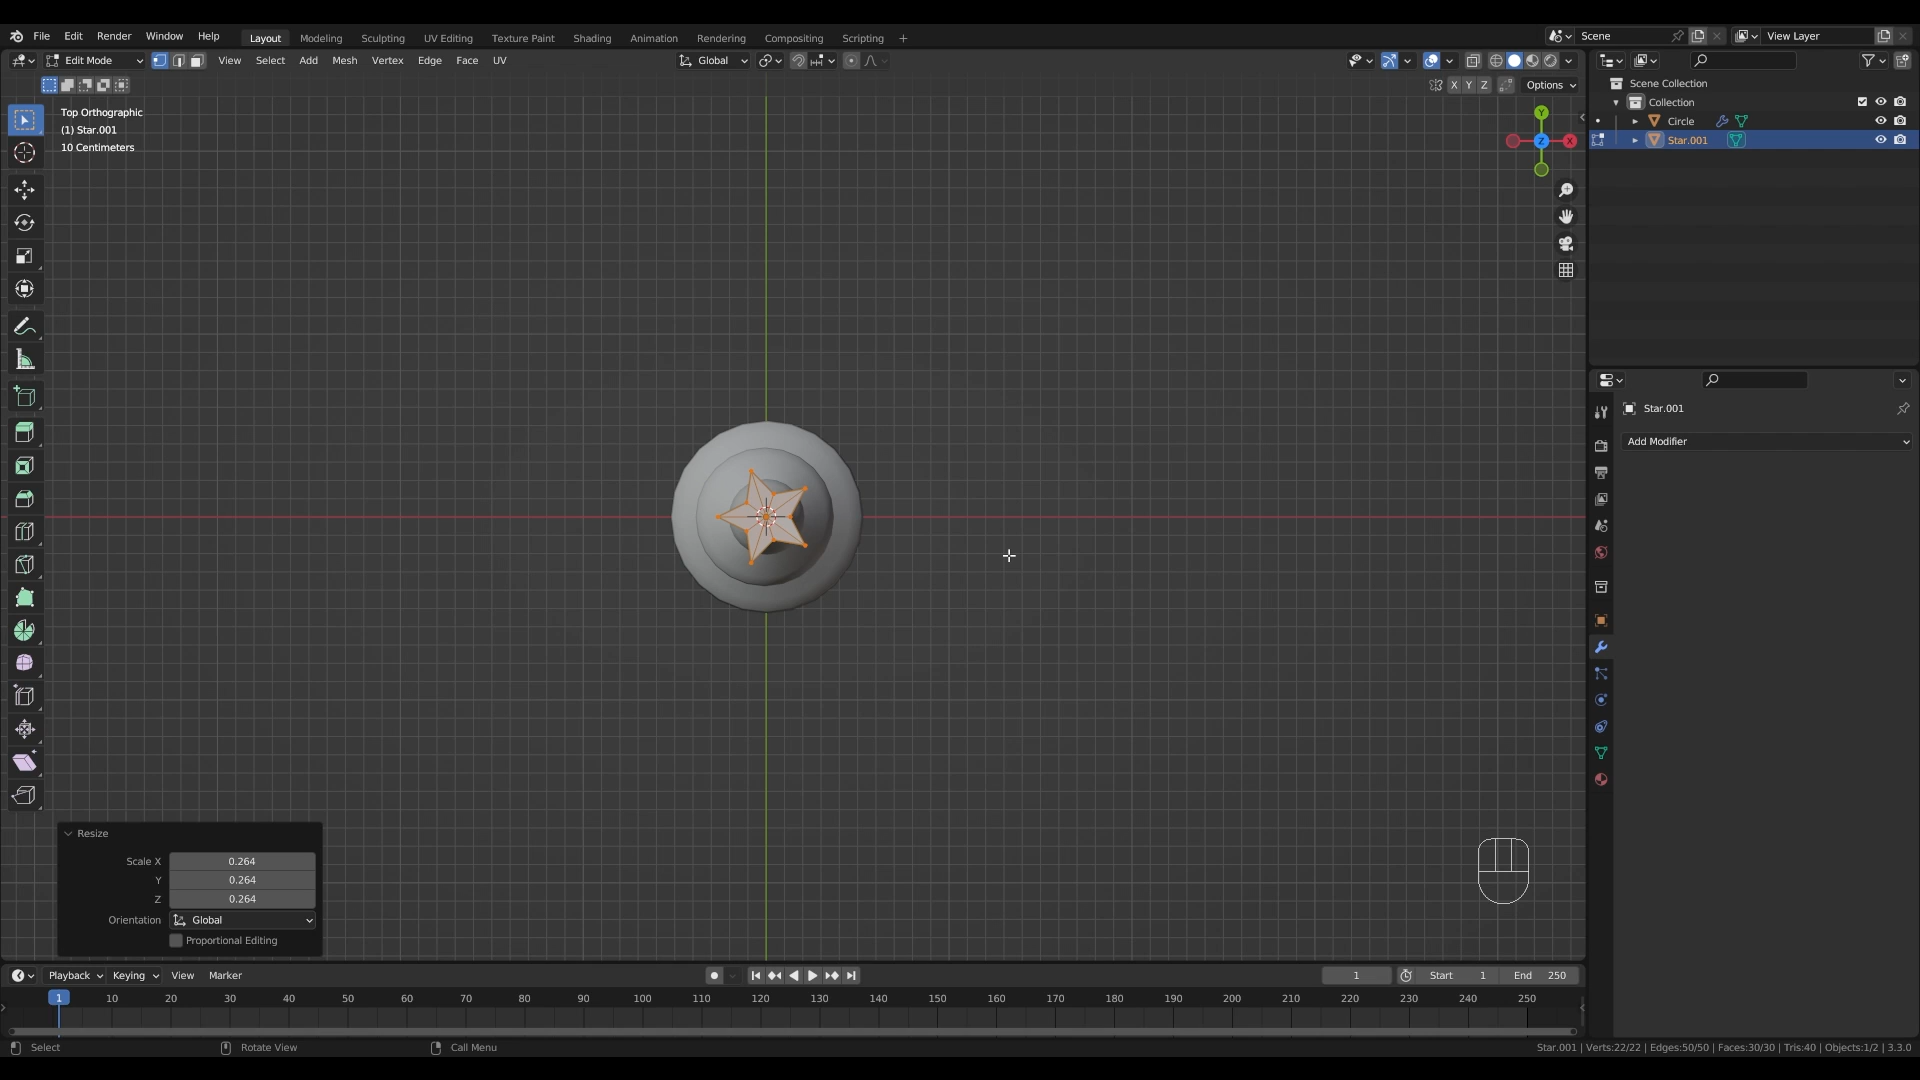 File Edit Render Window Help Layout Modeling Sculpting UV Editing Texture Paint Shading Animation Rendering Compositing Scripting + Scene View Layer
Edit Mode View Select Add Mesh Vertex Edge Face UV Global
X Y Z Options
Top Orthographic
(1) Star.001
10 Centimeters
Y
Z
X
Scene Collection
Collection
Circle
Star.001
Star.001
Add Modifier
Resize
Scale X 0.264
Y 0.264
Z 0.264
Orientation Global
Proportional Editing
Playback Keying View Marker 1 Start 1 End 250
1 10 20 30 40 50 60 70 80 90 100 110 120 130 140 150 160 170 180 190 200 210 220 230 240 250
Select Rotate View Call Menu Star.001 | Verts:22/22 | Edges:50/50 | Faces:30/30 | Tris:40 | Objects:1/2 | 3.3.0